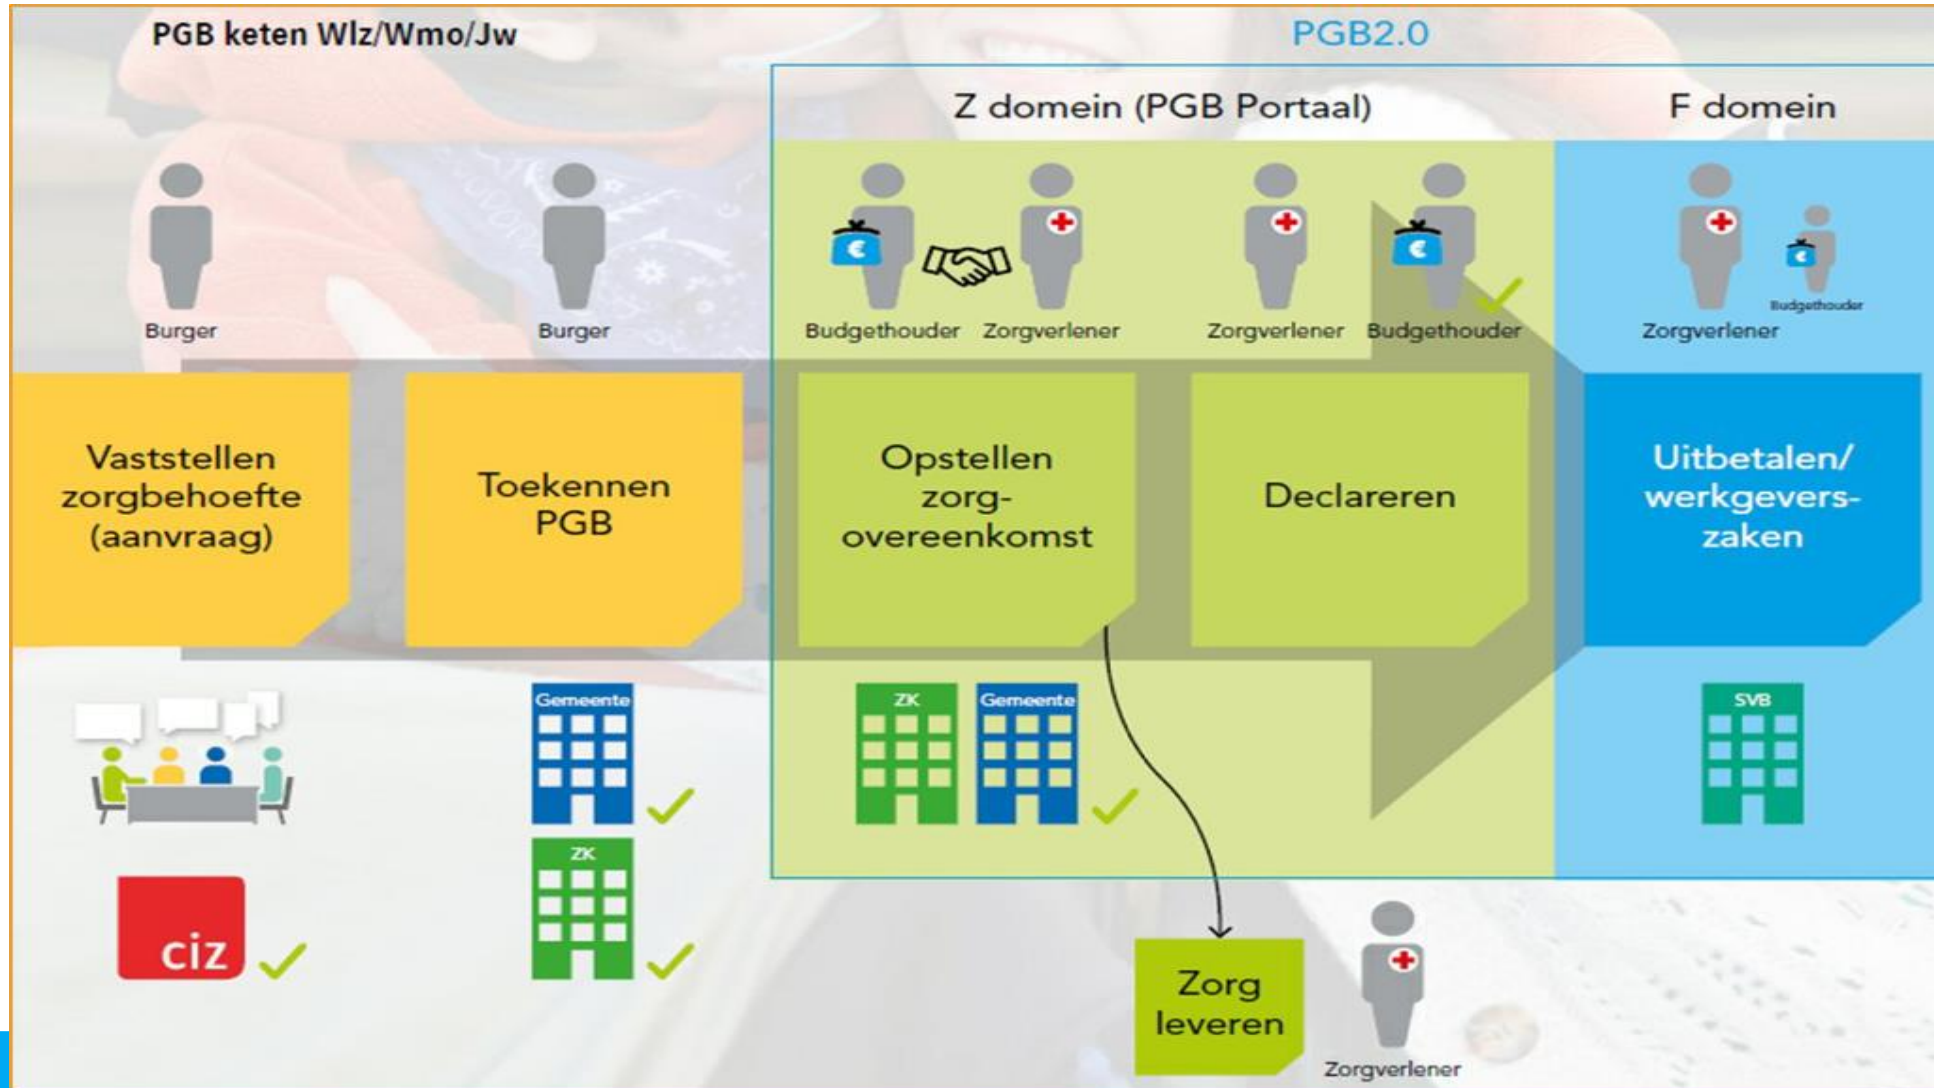 PGB keten Wlz/Wmo/Jw
PGB2.0
Z domein (PGB Portaal)
F domein
Burger
Burger
Budgethouder
Zorgverlener
Zorgverlener
Budgethouder
Zorgverlener
Budgethouder
Vaststellen
zorgbehoefte
(aanvraag)
Toekennen
PGB
Opstellen
zorg-
overeenkomst
Declareren
Uitbetalen/
werkgevers-
zaken
Gemeente
ZK
Gemeente
SVB
ZK
ciz
Zorg
leveren
Zorgverlener